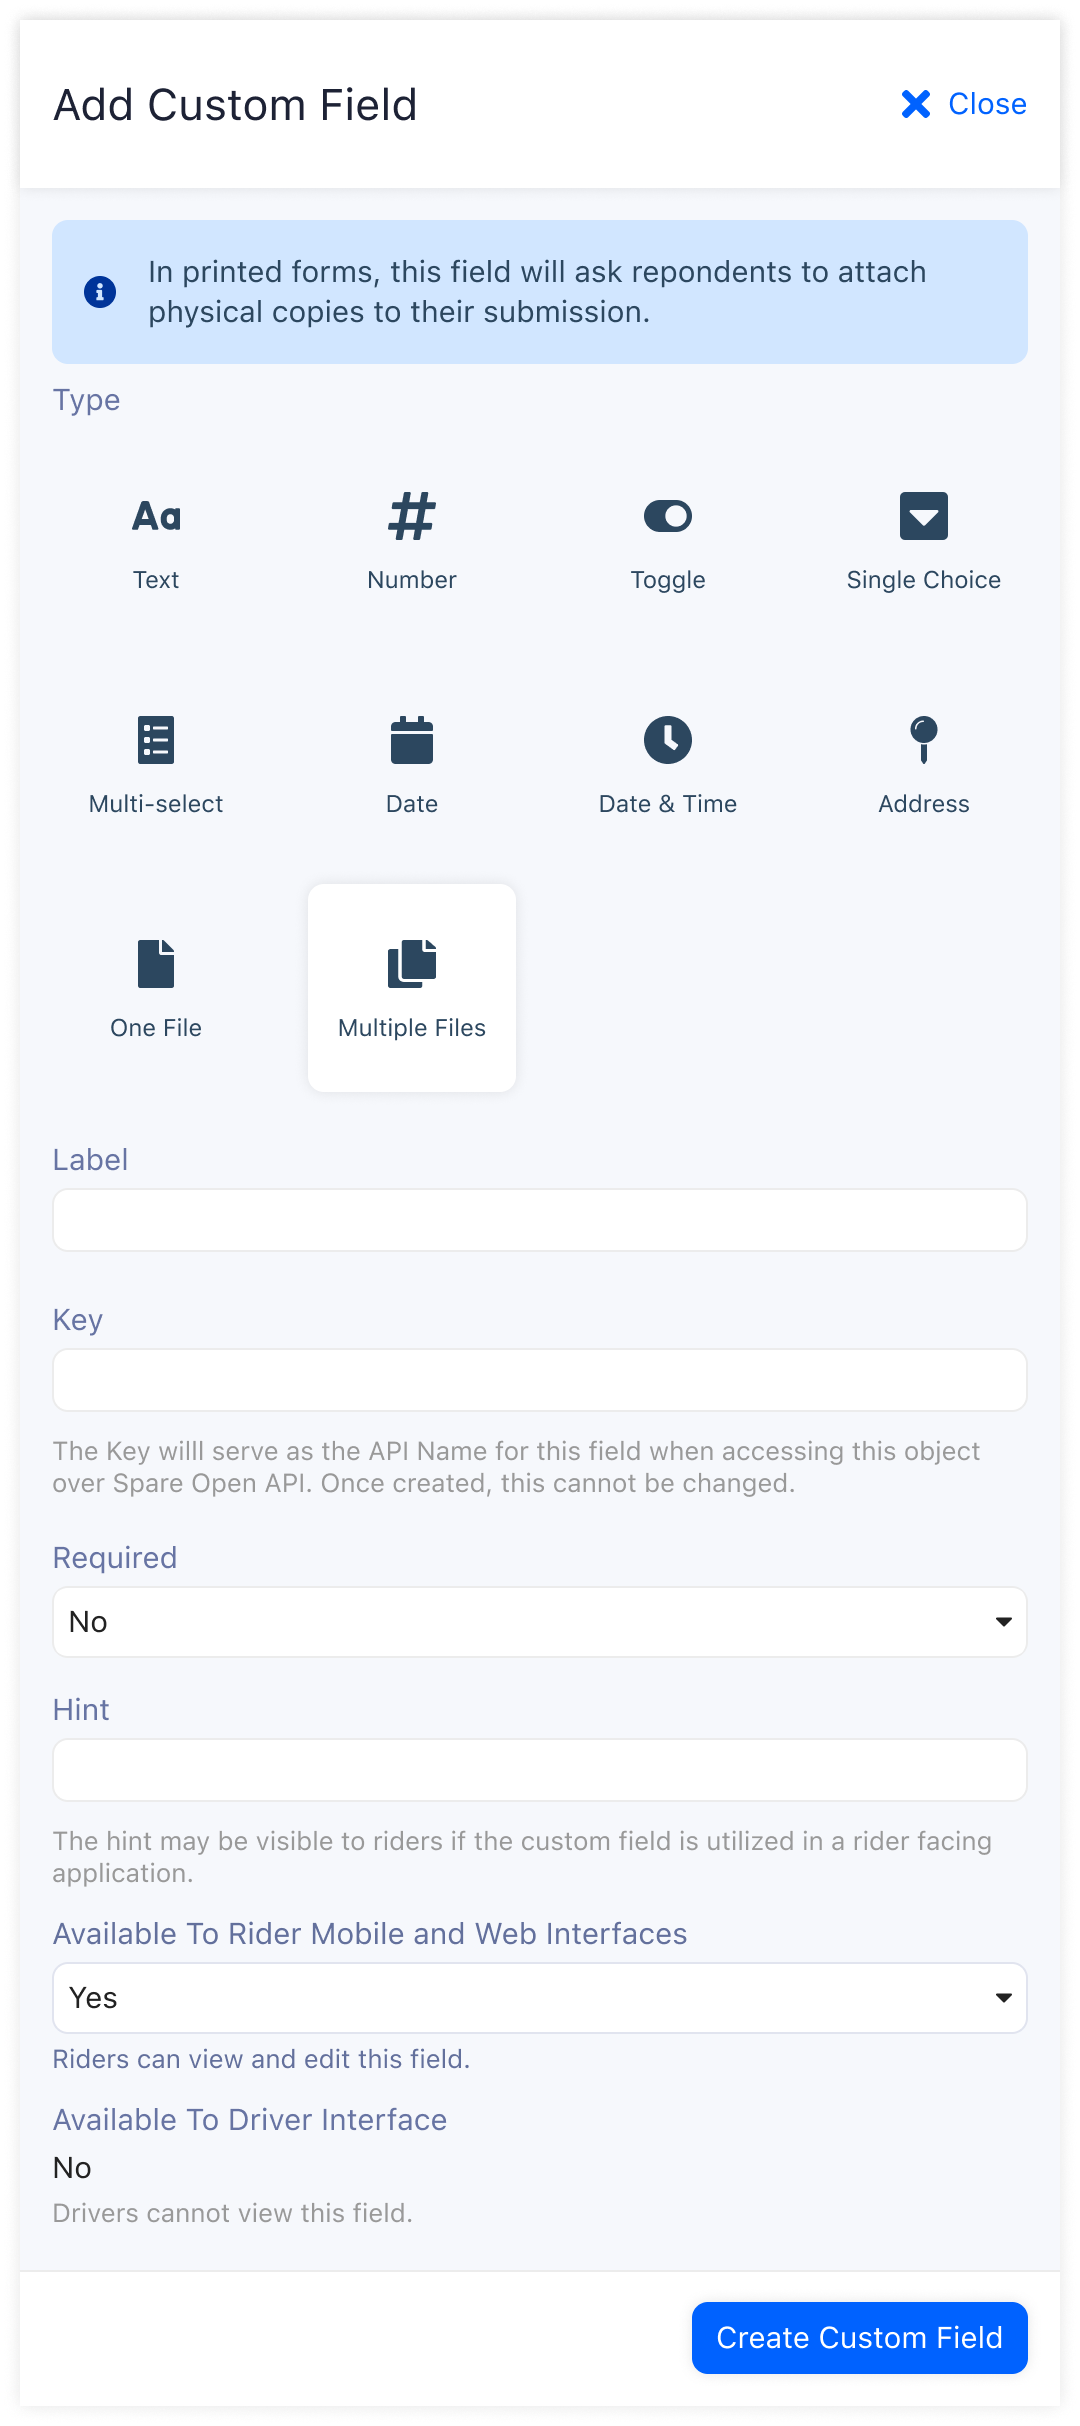 Add Custom Field
Close
In printed forms, this field will ask repondents to attach
physical copies to their submission.
Type
Aa
#
Text
Number
Toggle
Single Choice
Multi-select
Date
Date & Time
Address
One File
Multiple Files
Label
Key
The Key willl serve as the API Name for this field when accessing this object
over Spare Open API. Once created, this cannot be changed.
Required
No
Hint
The hint may be visible to riders if the custom field is utilized in a rider facing
application.
Available To Rider Mobile and Web Interfaces
Yes
Riders can view and edit this field.
Available To Driver Interface
No
Drivers cannot view this field.
Create Custom Field